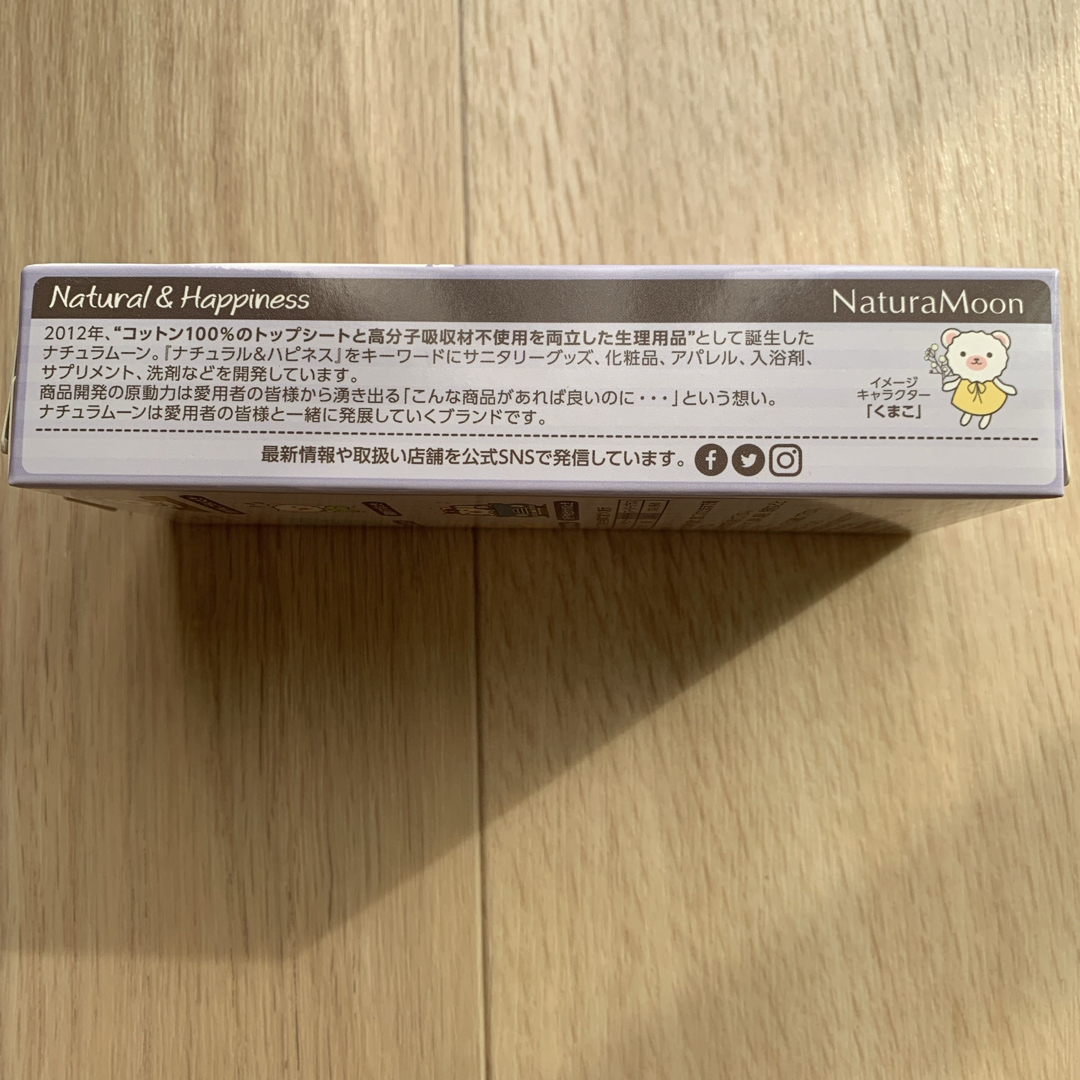 Natural & Happiness
NaturaMoon
2012年、“コットン100%のトップシートと高分子吸収材不使用を両立した生理用品”として誕生した
ナチュラムーン。『ナチュラル&ハピネス』をキーワードにサニタリーグッズ、化粧品、アパレル、入浴剤、
サプリメント、洗剤などを開発しています。
商品開発の原動力は愛用者の皆様から湧き出る「こんな商品があれば良いのに・・・」という想い。
ナチュラムーンは愛用者の皆様と一緒に発展していくブランドです。
イメージ
キャラクター
「くまこ」
最新情報や取扱い店舗を公式SNSで発信しています。